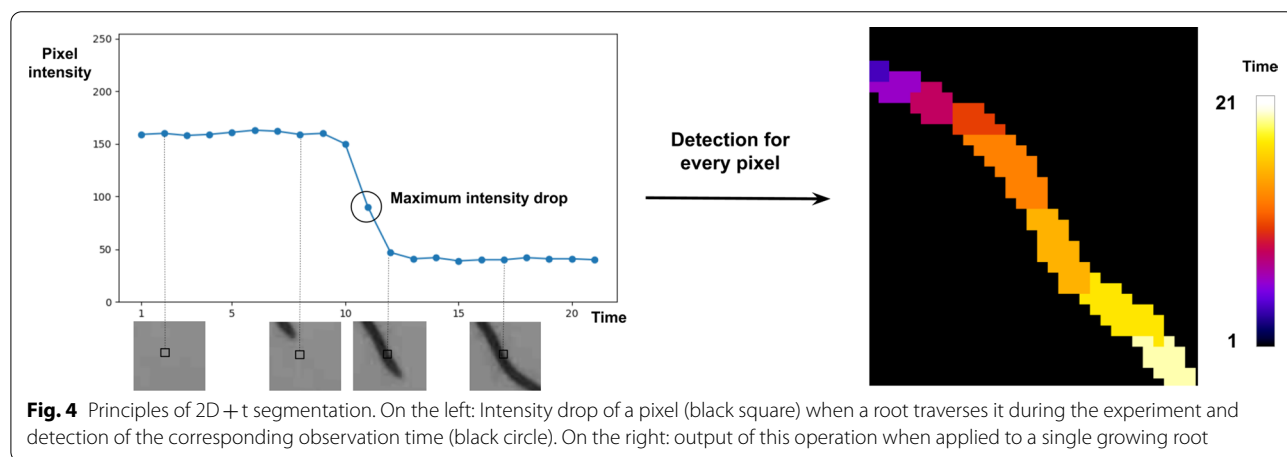 Pixel
intensity
250
200
150
100
50
0
Maximum intensity drop
1 5 10 15 20 Time
Detection for
every pixel
Time
21
1
Fig. 4 Principles of 2D + t segmentation. On the left: Intensity drop of a pixel (black square) when a root traverses it during the experiment and
detection of the corresponding observation time (black circle). On the right: output of this operation when applied to a single growing root